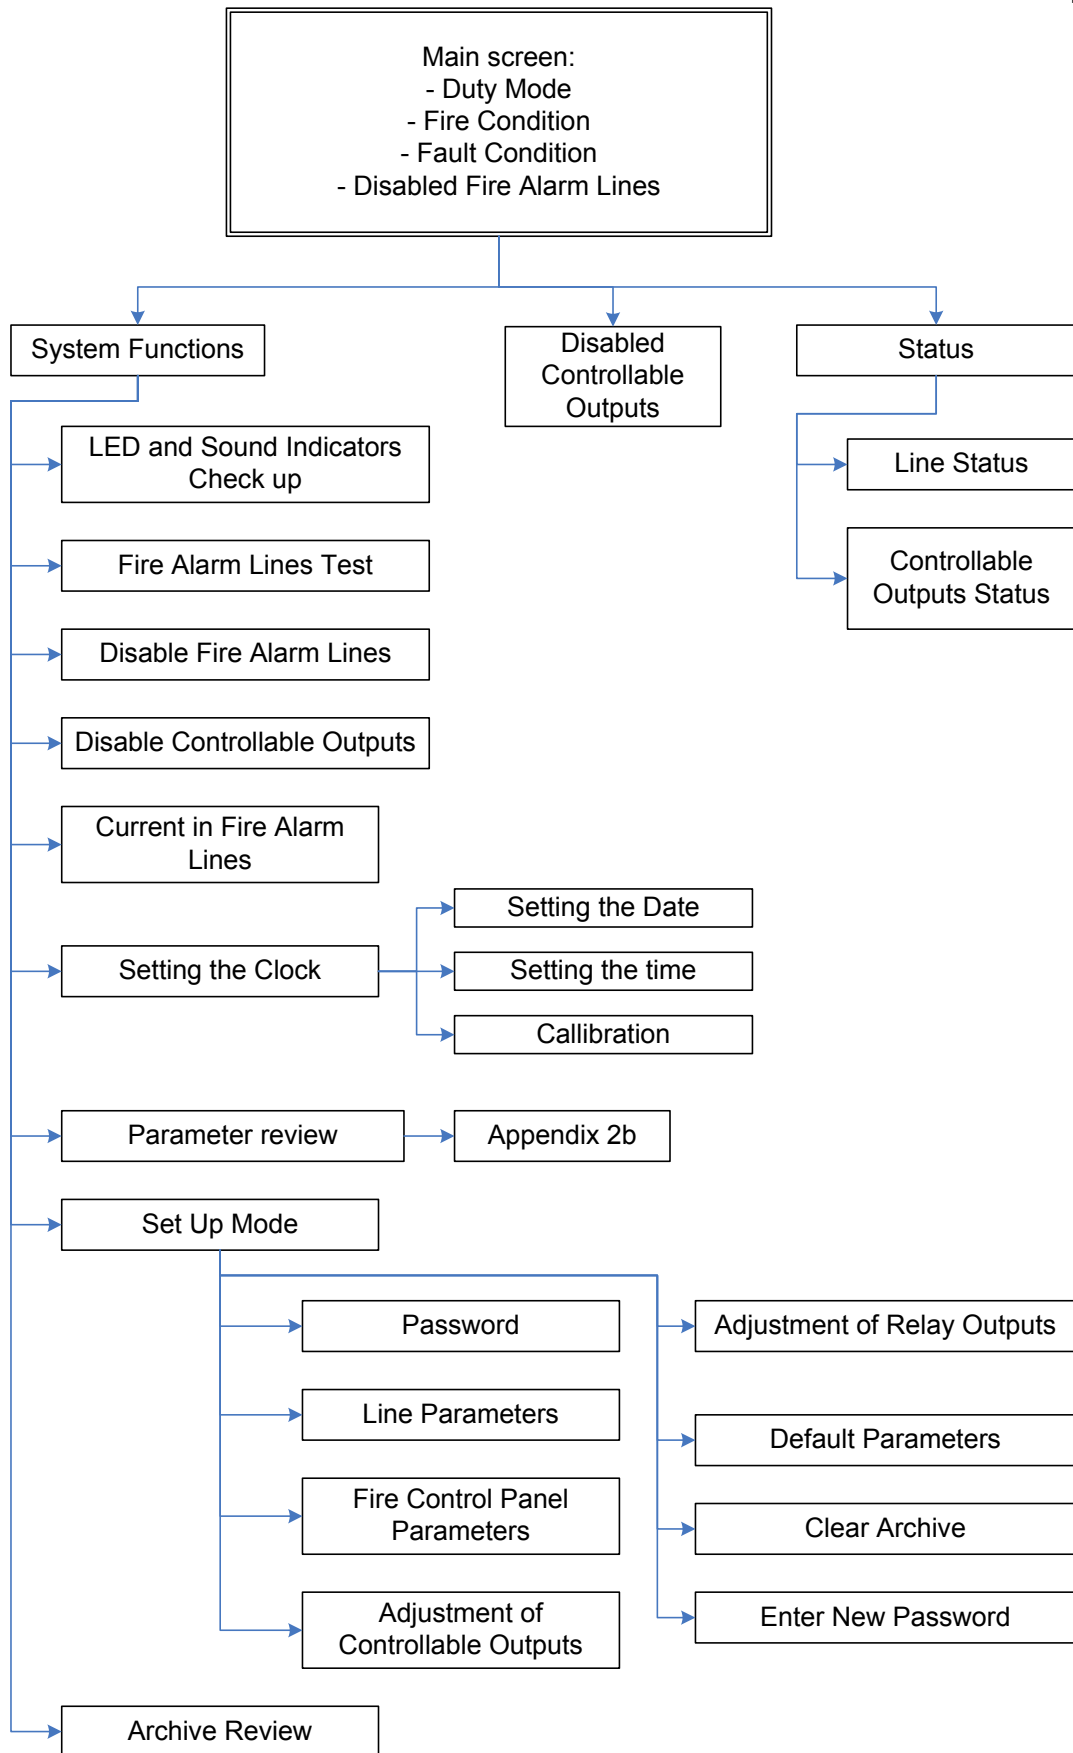 Main screen:
- Duty Mode
- Fire Condition
- Fault Condition
- Disabled Fire Alarm Lines
System Functions
Disabled
Controllable
Outputs
Status
LED and Sound Indicators
Check up
Line Status
Fire Alarm Lines Test
Controllable
Outputs Status
Disable Fire Alarm Lines
Disable Controllable Outputs
Current in Fire Alarm
Lines
Setting the Clock
Setting the Date
Setting the time
Callibration
Parameter review
Appendix 2b
Set Up Mode
Password
Line Parameters
Fire Control Panel
Parameters
Adjustment of
Controllable Outputs
Adjustment of Relay Outputs
Default Parameters
Clear Archive
Enter New Password
Archive Review